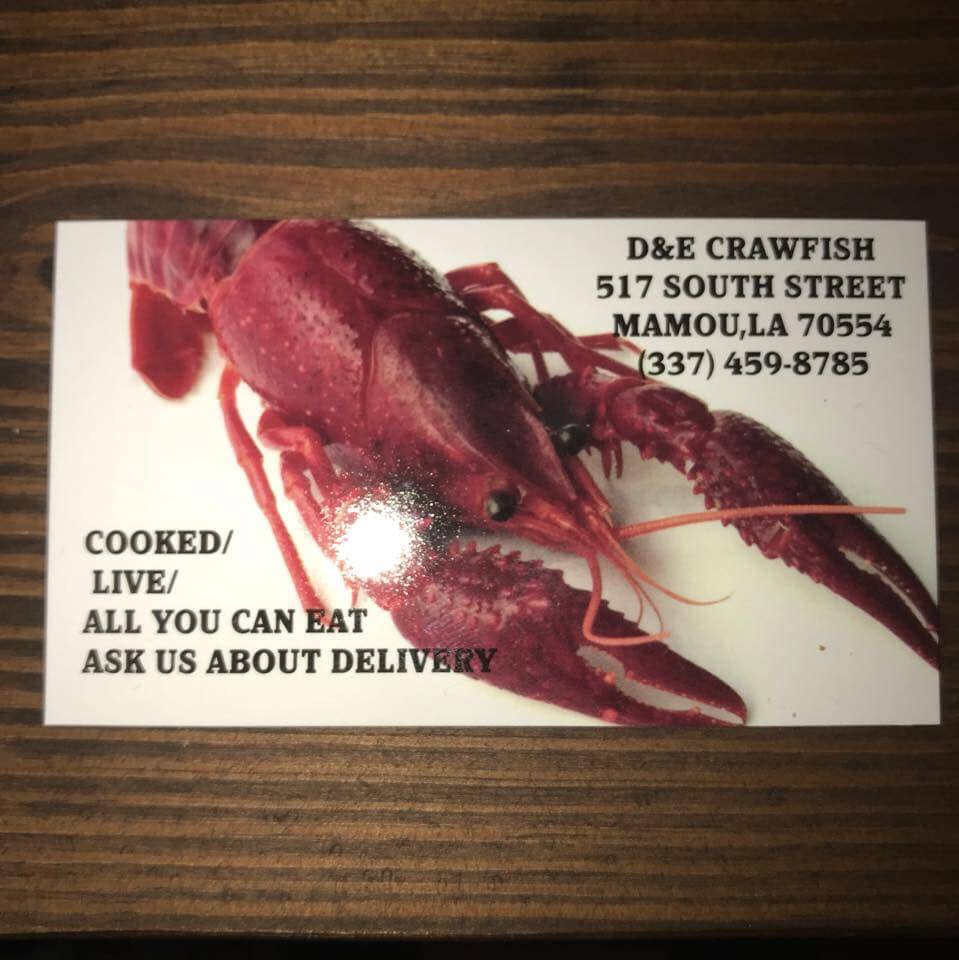 D&E CRAWFISH
517 SOUTH STREET
MAMOU,LA 70554
(337) 459-8785
COOKED/
LIVE/
ALL YOU CAN EAT
ASK US ABOUT DELIVERY